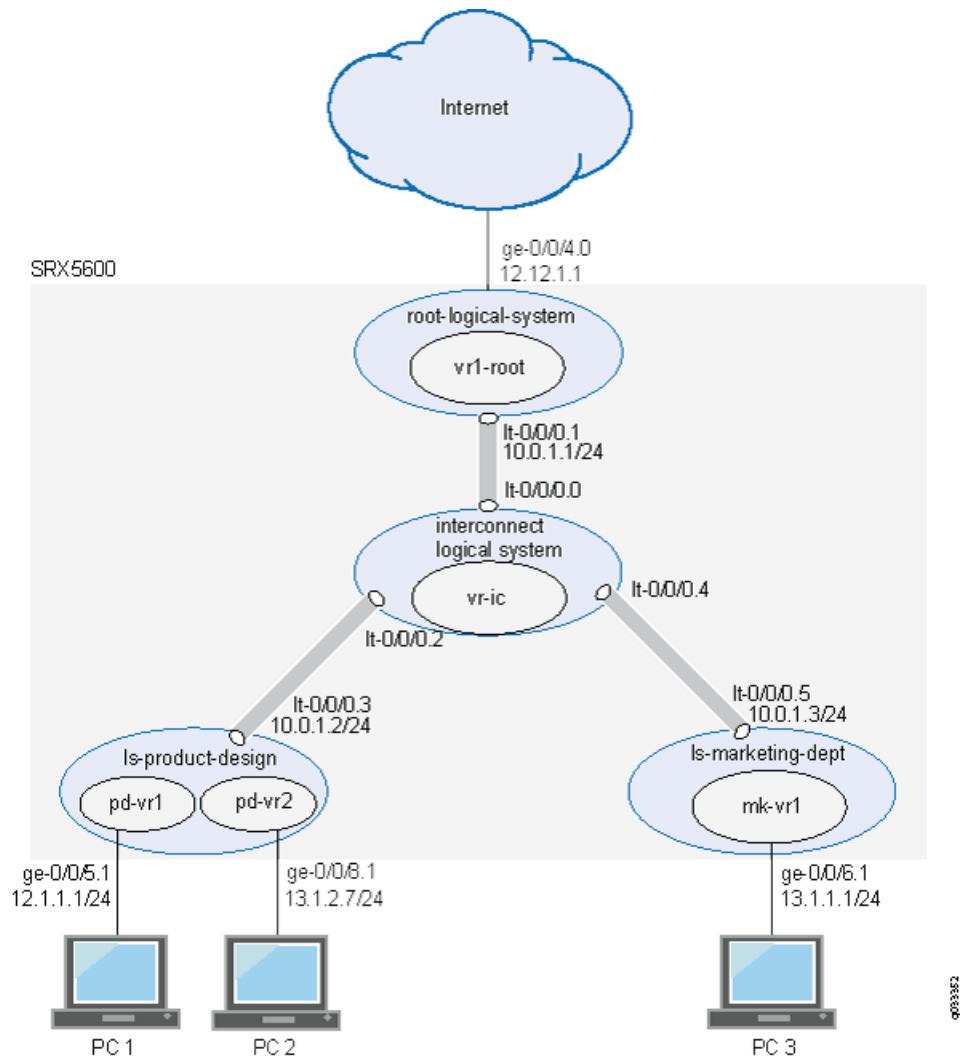 Internet
ge-0/0/4.0
12.12.1.1
SRX5600
root-logical-system
vr1-root
lt-0/0/0.1
10.0.1.1/24
lt-0/0/0.0
interconnect
logical system
vr-ic
lt-0/0/0.4
lt-0/0/0.2
lt-0/0/0.3
10.0.1.2/24
lt-0/0/0.5
10.0.1.3/24
ls-product-design
pd-vr1
pd-vr2
ls-marketing-dept
mk-vr1
ge-0/0/5.1
12.1.1.1/24
ge-0/0/8.1
13.1.2.7/24
ge-0/0/6.1
13.1.1.1/24
PC 1
PC 2
PC 3
g033352